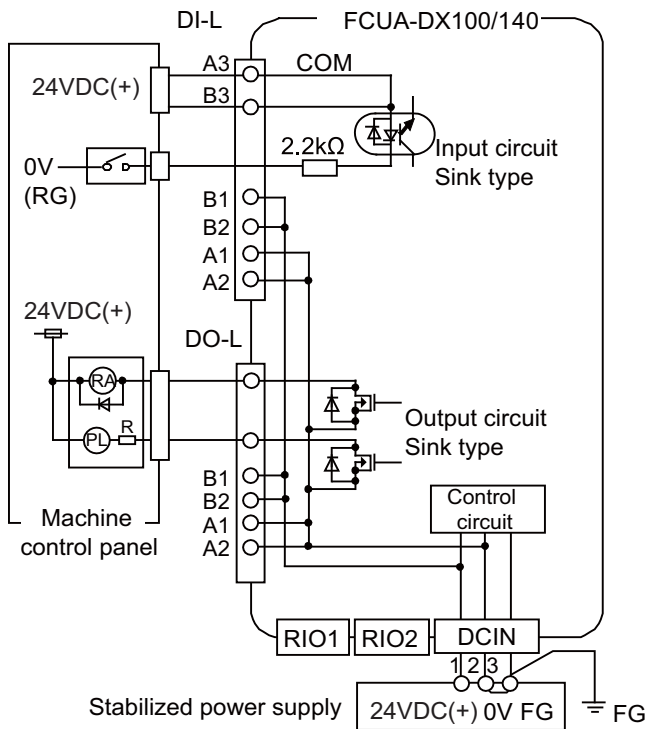 DI-L
FCUA-DX100/140
24VDC(+)
A3
COM
B3
0V
(RG)
2.2kΩ
Input circuit
Sink type
B1
B2
A1
A2
24VDC(+)
DO-L
RA
PL
R
Output circuit
Sink type
B1
B2
A1
A2
Machine
control panel
Control
circuit
RIO1
RIO2
DCIN
1 2 3
Stabilized power supply
24VDC(+) 0V FG
FG